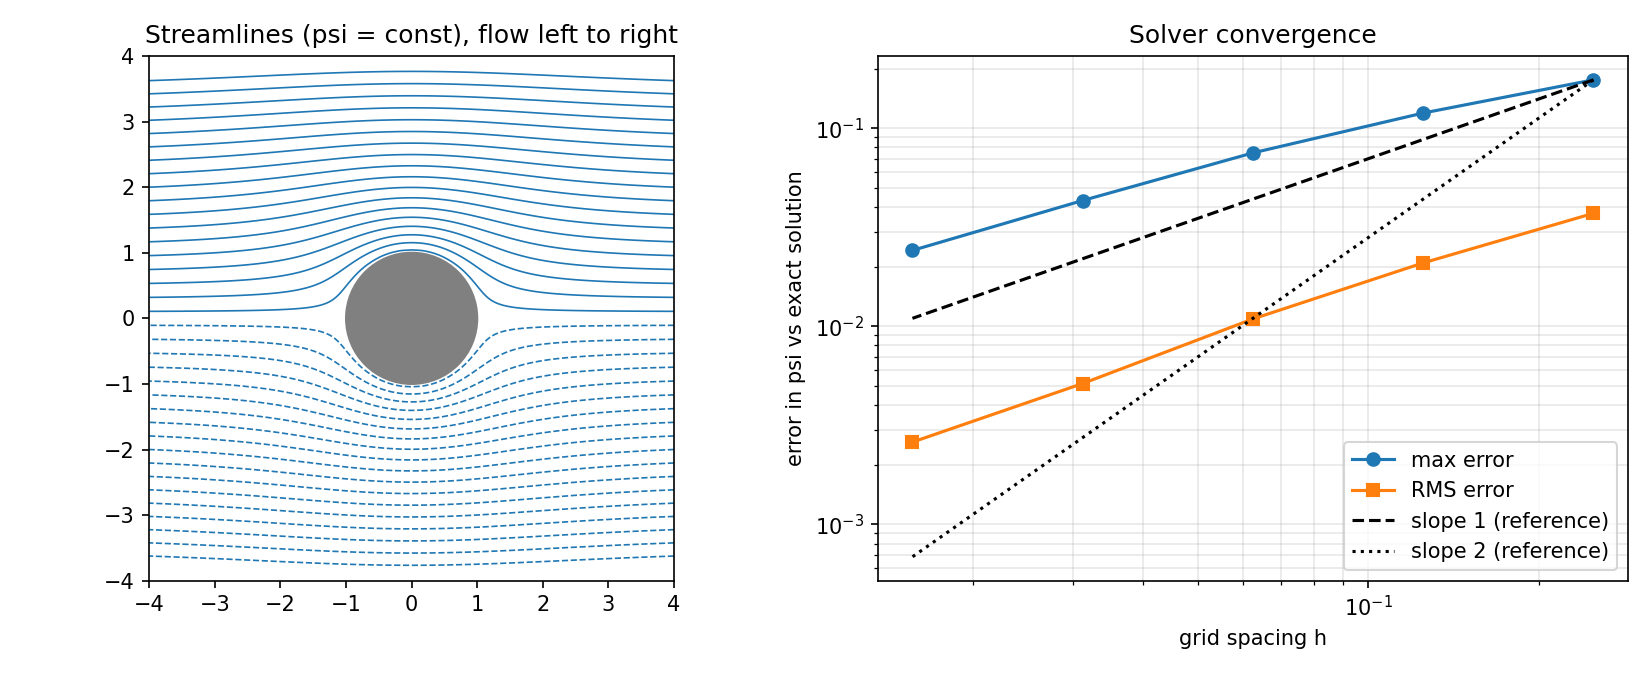 Streamlines (psi = const), flow left to right
4
3
2
1
0
−1
−2
−3
−4
−4 −3 −2 −1 0 1 2 3 4
Solver convergence
error in psi vs exact solution
10⁻¹
10⁻²
10⁻³
max error
RMS error
slope 1 (reference)
slope 2 (reference)
10⁻¹
grid spacing h